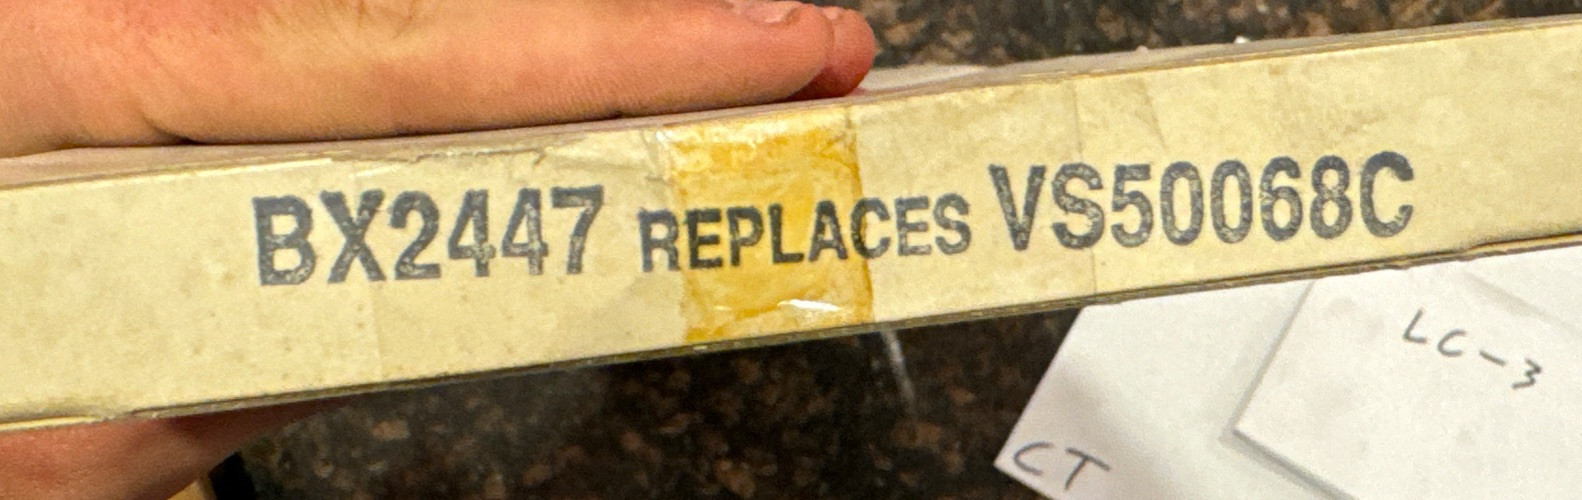 BX2447 REPLACES VS50068C
LC-3
CT